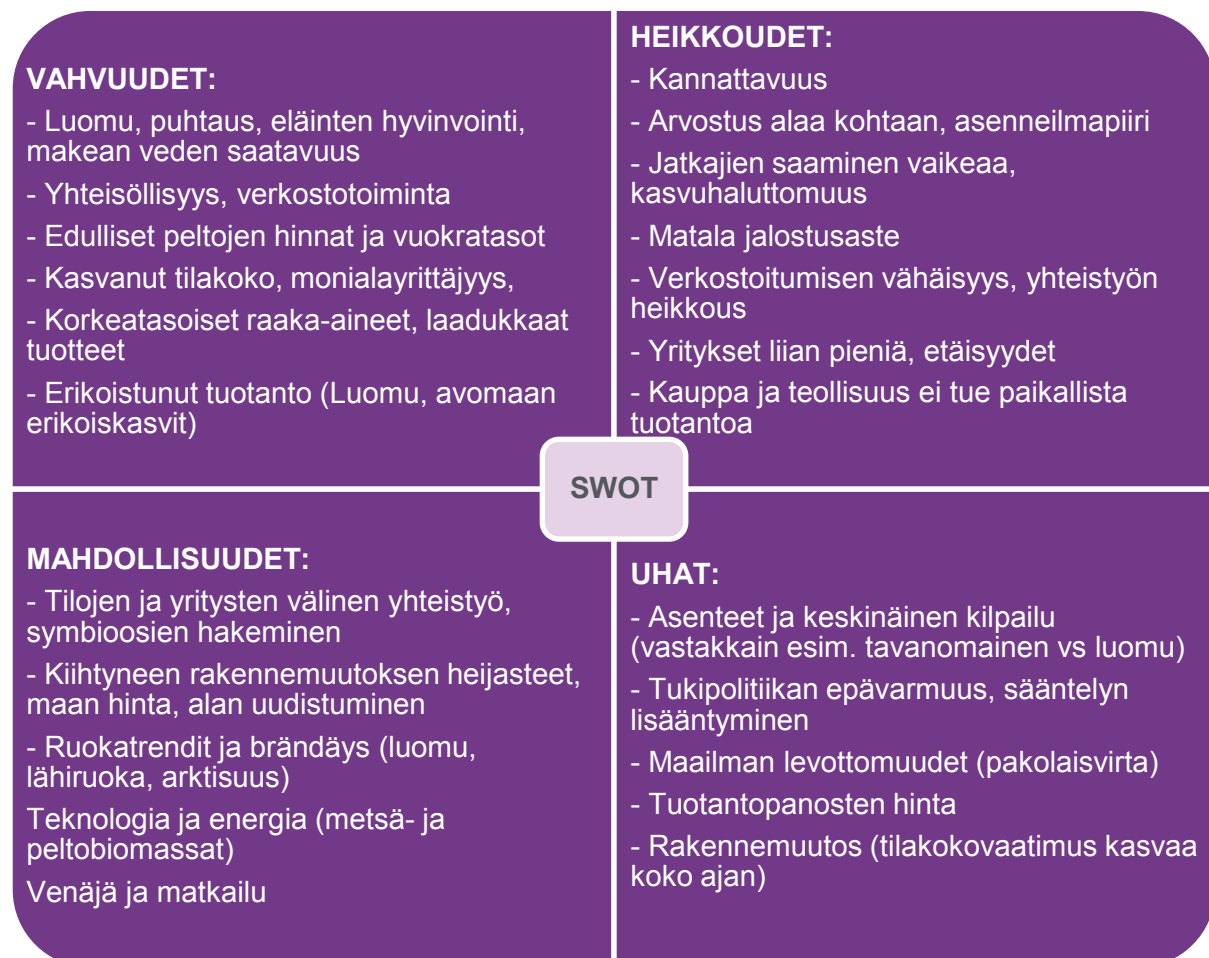 VAHVUUDET:
- Luomu, puhtaus, eläinten hyvinvointi,
makean veden saatavuus
- Yhteisöllisyys, verkostotoiminta
- Edulliset peltojen hinnat ja vuokratasot
- Kasvanut tilakoko, monialayrittäjyys,
- Korkeatasoiset raaka-aineet, laadukkaat
tuotteet
- Erikoistunut tuotanto (Luomu, avomaan
erikoiskasvit)
HEIKKOUDET:
- Kannattavuus
- Arvostus alaa kohtaan, asenneilmapiiri
- Jatkajien saaminen vaikeaa,
kasvuhaluttomuus
- Matala jalostusaste
- Verkostoitumisen vähäisyys, yhteistyön
heikkous
- Yritykset liian pieniä, etäisyydet
- Kauppa ja teollisuus ei tue paikallista
tuotantoa
SWOT
MAHDOLLISUUDET:
- Tilojen ja yritysten välinen yhteistyö,
symbioosien hakeminen
- Kiihtyneen rakennemuutoksen heijasteet,
maan hinta, alan uudistuminen
- Ruokatrendit ja brändäys (luomu,
lähiruoka, arktisuus)
Teknologia ja energia (metsä- ja
peltobiomassat)
Venäjä ja matkailu
UHAT:
- Asenteet ja keskinäinen kilpailu
(vastakkain esim. tavanomainen vs luomu)
- Tukipolitiikan epävarmuus, sääntelyn
lisääntyminen
- Maailman levottomuudet (pakolaisvirta)
- Tuotantopanosten hinta
- Rakennemuutos (tilakokovaatimus kasvaa
koko ajan)